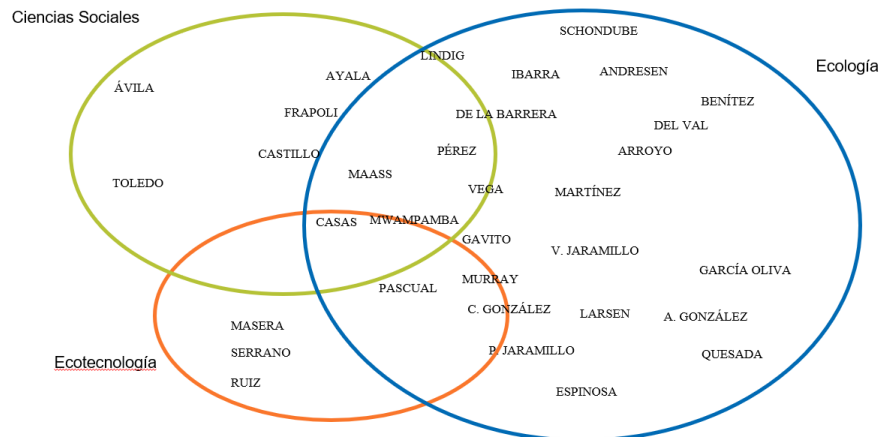 Ciencias Sociales
SCHONDUBE
LINDIG
Ecología
AYALA
IBARRA
ANDRESEN
ÁVILA
BENÍTEZ
FRAPOLI
DE LA BARRERA
DEL VAL
CASTILLO
PÉREZ
ARROYO
MAASS
TOLEDO
VEGA
MARTÍNEZ
CASAS
MWAMPAMBA
GAVITO
V. JARAMILLO
GARCÍA OLIVA
MURRAY
PASCUAL
C. GONZÁLEZ
LARSEN
A. GONZÁLEZ
MASERA
SERRANO
P. JARAMILLO
QUESADA
Ecotecnología
RUIZ
ESPINOSA